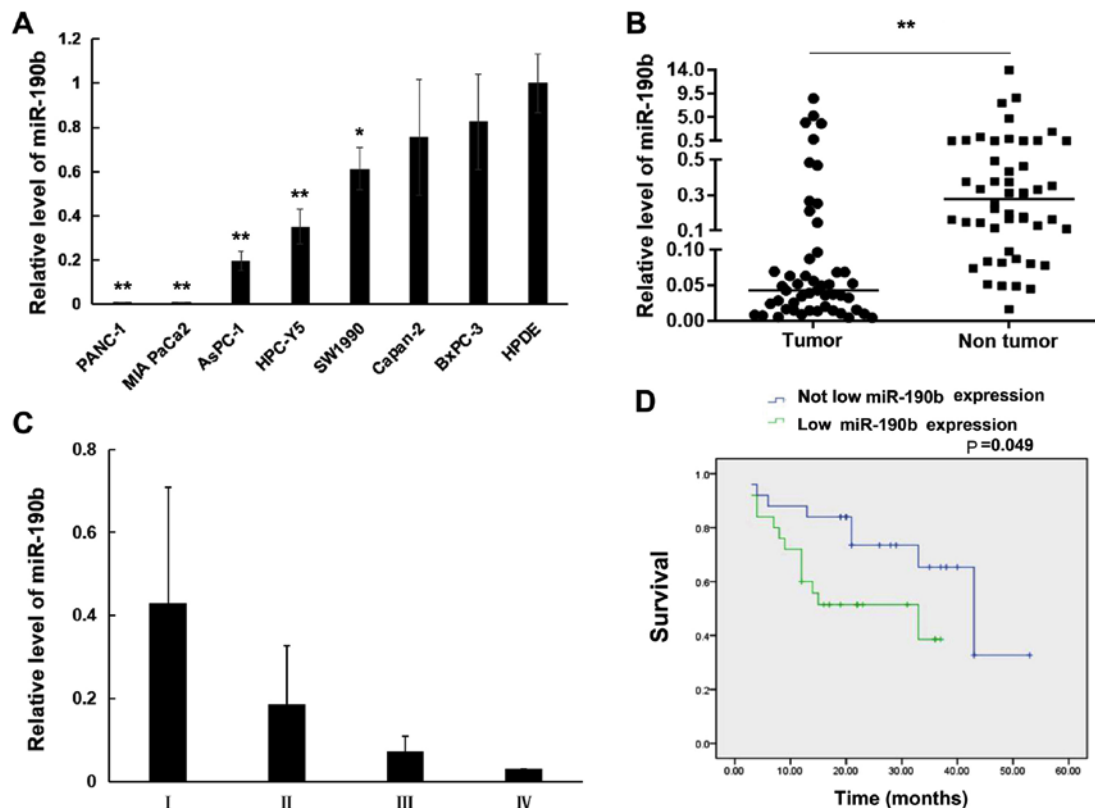 A
Relative level of miR-190b
1.2
1
0.8
0.6
0.4
0.2
0
**
**
**
**
*
PANC-1
MIA PaCa2
AsPC-1
HPC-Y5
SW1990
Capan-2
BxPC-3
HPDE
B
Relative level of miR-190b
**
14.0
9.5
5.0
0.5
0.5
0.3
0.1
0.10
0.05
0.00
Tumor
Non tumor
C
Relative level of miR-190b
0.8
0.6
0.4
0.2
0
I
II
III
IV
D
Not low miR-190b expression
Low miR-190b expression
P=0.049
Survival
1.0
0.8
0.6
0.4
0.2
0.0
0.00 10.00 20.00 30.00 40.00 50.00 60.00
Time (months)